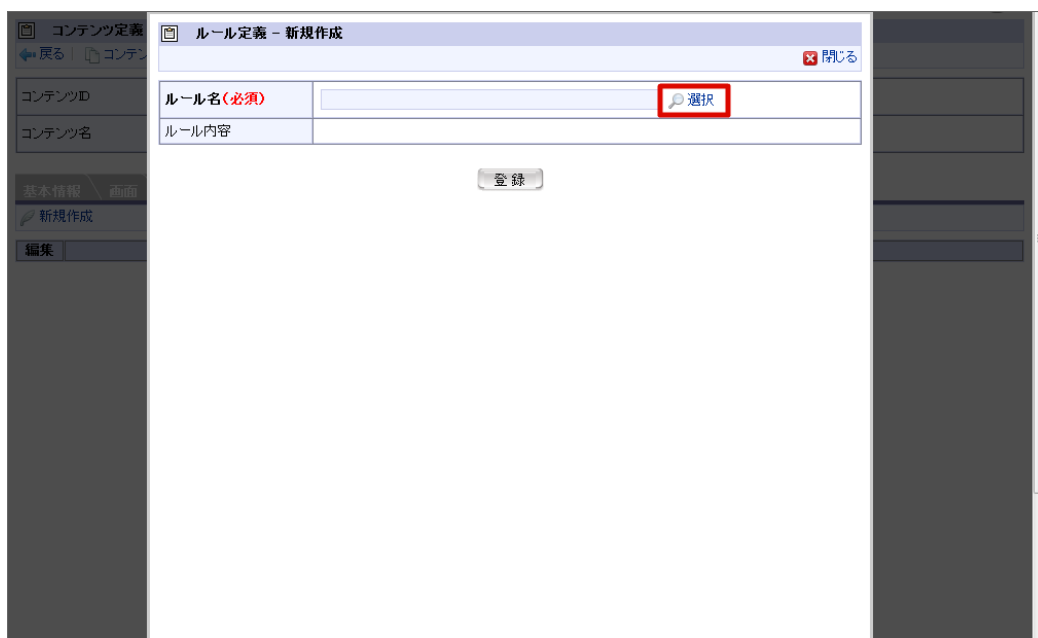 コンテンツ定義
戻る | コンテン
コンテンツID
コンテンツ名
基本情報 画面
新規作成
編集
ルール定義 - 新規作成
閉じる
ルール名(必須) 選択
ルール内容
登録